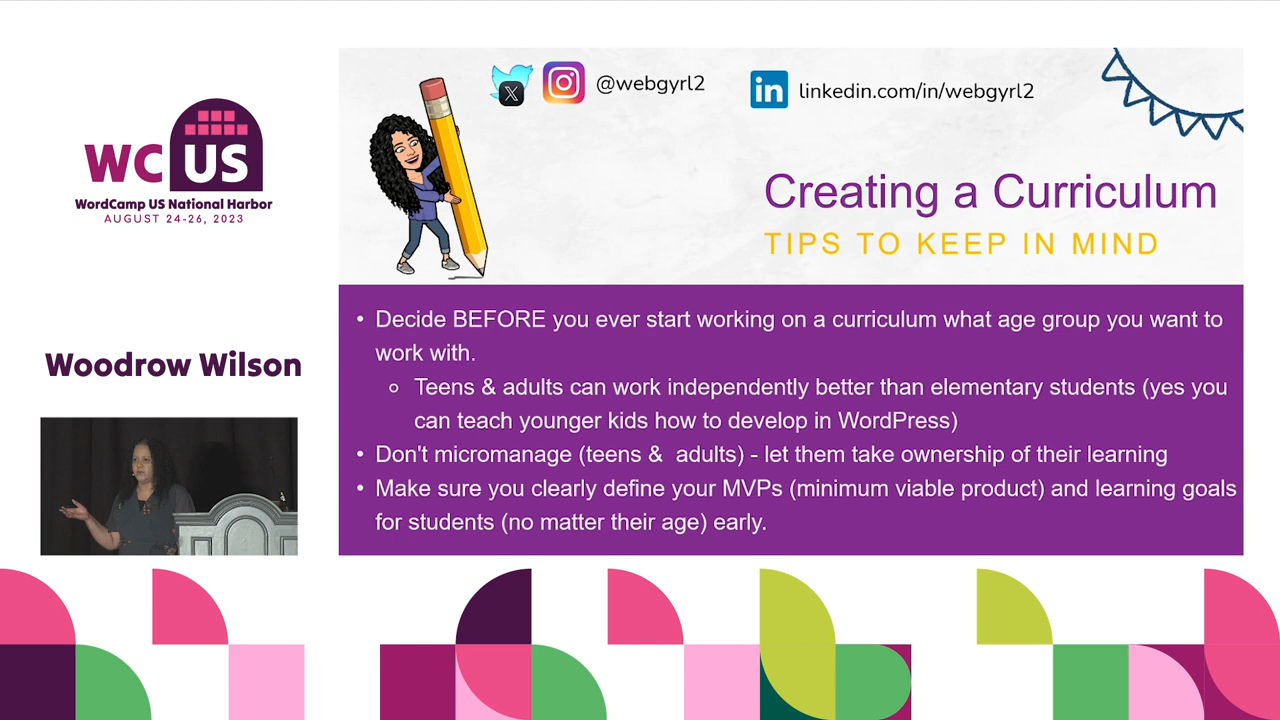 WC US
WordCamp US National Harbor
AUGUST 24-26, 2023
Woodrow Wilson
@webgyrl2
linkedin.com/in/webgyrl2
Creating a Curriculum
TIPS TO KEEP IN MIND
• Decide BEFORE you ever start working on a curriculum what age group you want to
work with.
○ Teens & adults can work independently better than elementary students (yes you
can teach younger kids how to develop in WordPress)
• Don't micromanage (teens &  adults) - let them take ownership of their learning
• Make sure you clearly define your MVPs (minimum viable product) and learning goals
for students (no matter their age) early.